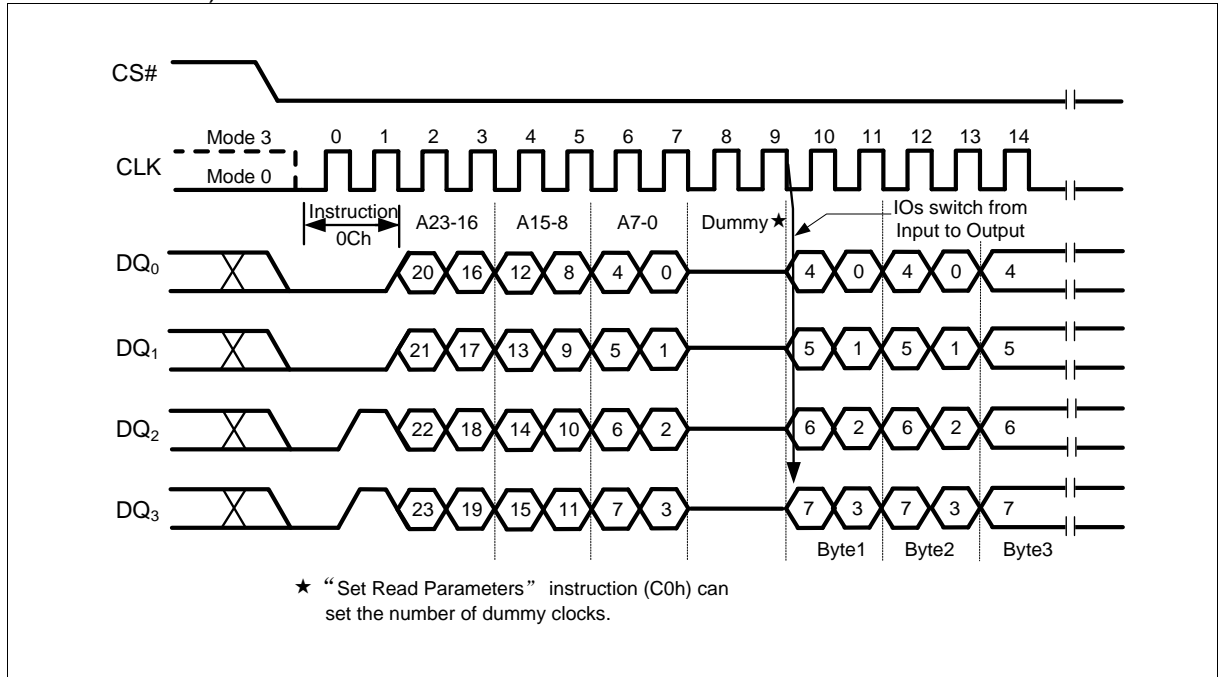 CS#
Mode 3
0 1 2 3 4 5 6 7 8 9 10 11 12 13 14
CLK
Mode 0
Instruction
0Ch
A23-16 A15-8 A7-0 Dummy★
IOs switch from
Input to Output
DQ0 20 16 12 8 4 0 4 0 4 0 4
DQ1 21 17 13 9 5 1 5 1 5 1 5
DQ2 22 18 14 10 6 2 6 2 6 2 6
DQ3 23 19 15 11 7 3 7 3 7 3 7
Byte1 Byte2 Byte3
★ “Set Read Parameters” instruction (C0h) can
set the number of dummy clocks.